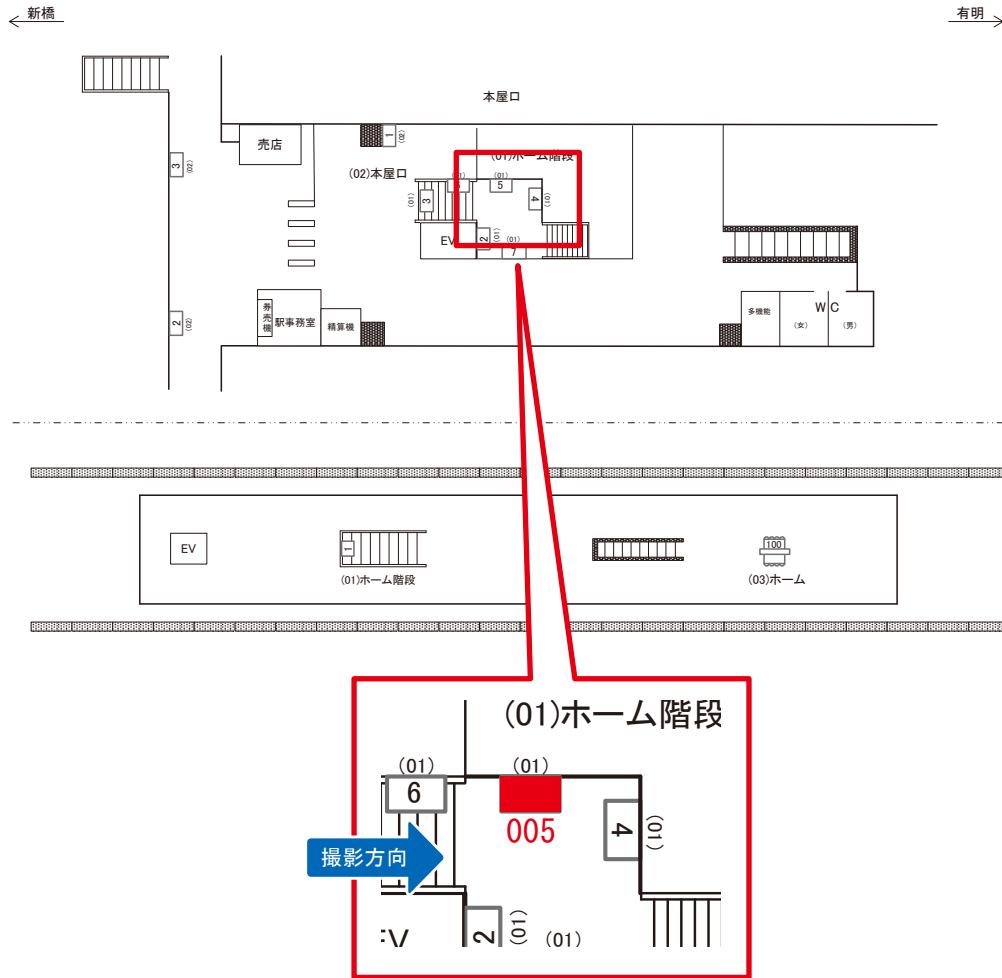 新橋
有明
本屋口
売店
1
(02)
(01)ホーム階段
3
(02)
(02)本屋口
(01)
(01)
5
3
(01)
4
(01)
EV
2
(01)
(01)
7
2
(02)
券売機
駅事務室
精算機
多機能
WC
(女)
(男)
EV
1
(01)ホーム階段
100
(03)ホーム
(01)ホーム階段
(01)
(01)
6
005
4
(01)
撮影方向
EV
2
(01)
(01)